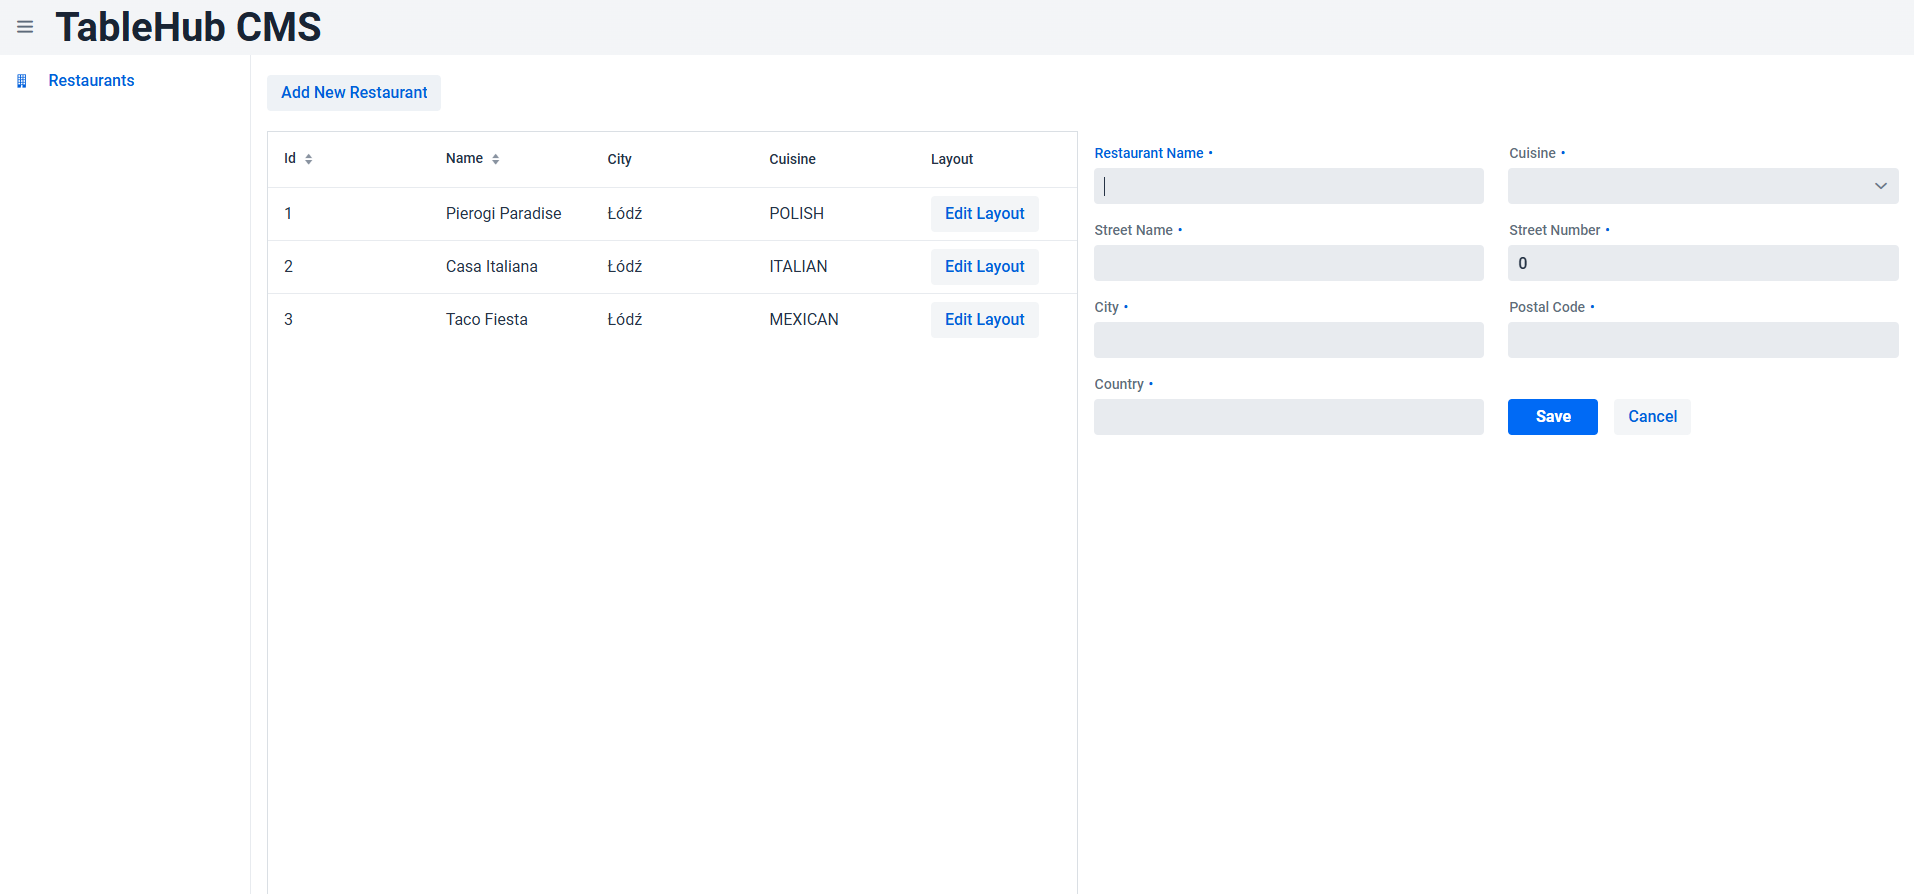 TableHub CMS
Restaurants
Add New Restaurant
Id Name City Cuisine Layout
1 Pierogi Paradise Łódź POLISH Edit Layout
2 Casa Italiana Łódź ITALIAN Edit Layout
3 Taco Fiesta Łódź MEXICAN Edit Layout
Restaurant Name • Cuisine •
Street Name • Street Number •
0
City • Postal Code •
Country •
Save Cancel